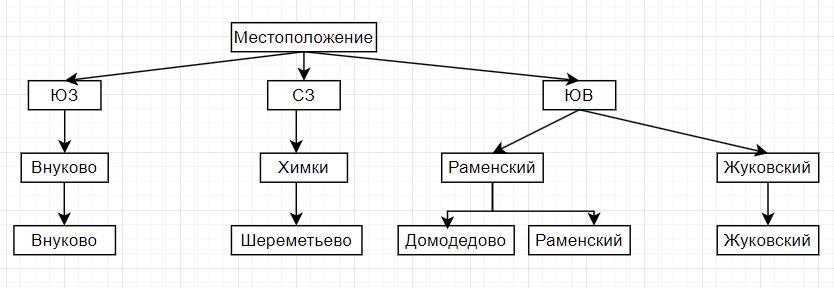 Местоположение
ЮЗ
СЗ
ЮВ
Внуково
Химки
Раменский
Жуковский
Внуково
Шереметьево
Домодедово
Раменский
Жуковский